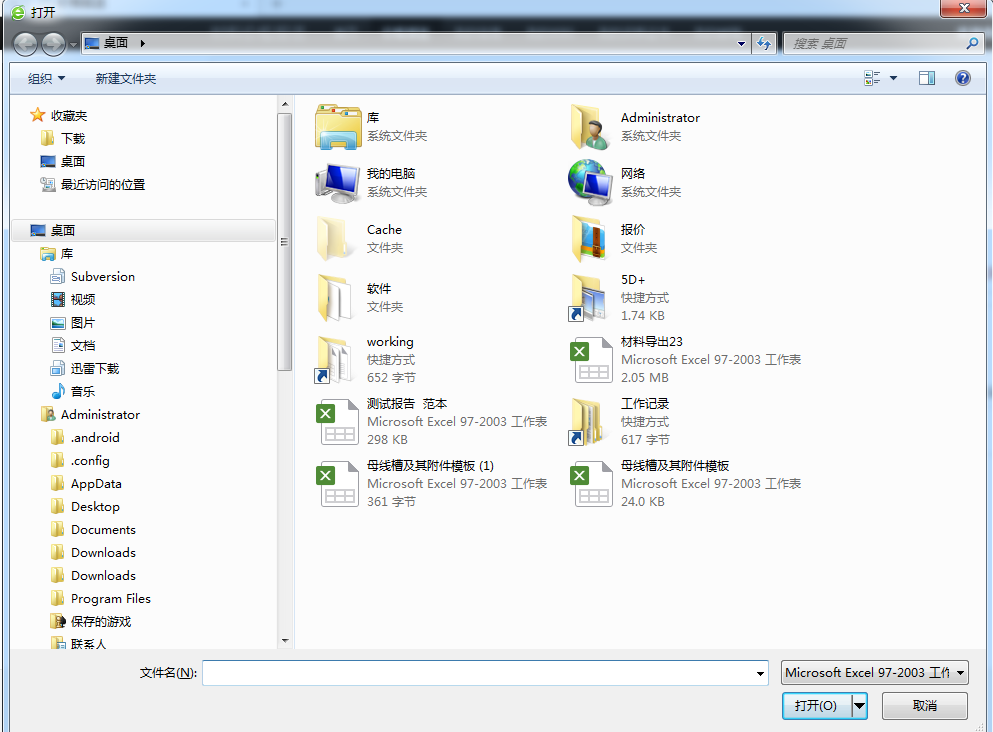 打开
桌面
搜索 桌面
组织
新建文件夹
收藏夹
下载
桌面
最近访问的位置
桌面
库
Subversion
视频
图片
文档
迅雷下载
音乐
Administrator
.android
.config
AppData
Desktop
Documents
Downloads
Downloads
Program Files
保存的游戏
联系人
库
系统文件夹
Administrator
系统文件夹
我的电脑
系统文件夹
网络
系统文件夹
Cache
文件夹
报价
文件夹
软件
文件夹
5D+
快捷方式
1.74 KB
working
快捷方式
652 字节
材料导出23
Microsoft Excel 97-2003 工作表
2.05 MB
测试报告 范本
Microsoft Excel 97-2003 工作表
298 KB
工作记录
快捷方式
617 字节
母线槽及其附件模板 (1)
Microsoft Excel 97-2003 工作表
361 字节
母线槽及其附件模板
Microsoft Excel 97-2003 工作表
24.0 KB
文件名(N):
Microsoft Excel 97-2003 工作
打开(O)
取消